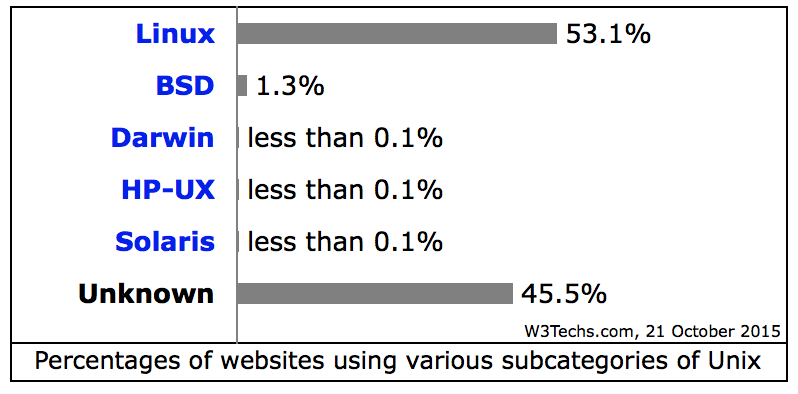 Linux 53.1%
BSD 1.3%
Darwin less than 0.1%
HP-UX less than 0.1%
Solaris less than 0.1%
Unknown 45.5%
W3Techs.com, 21 October 2015
Percentages of websites using various subcategories of Unix